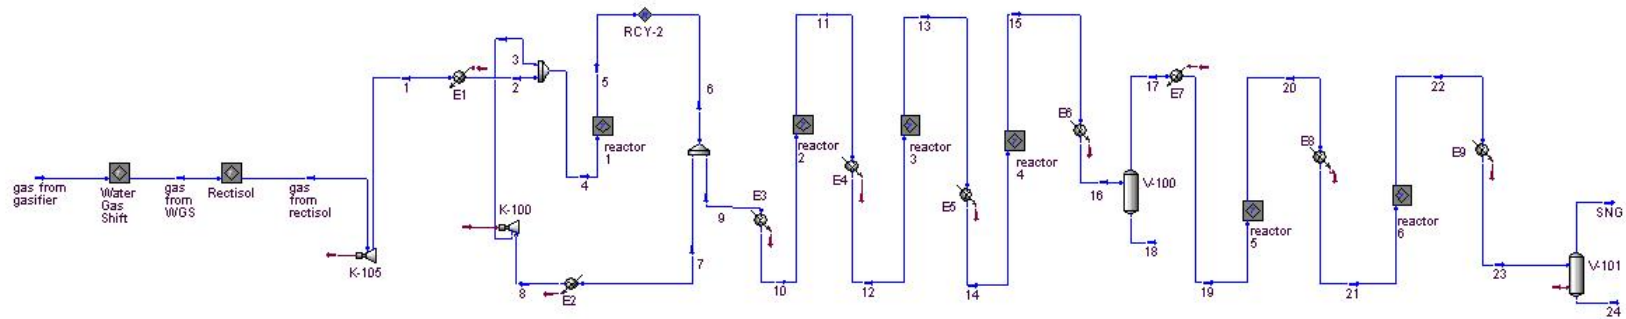 gas from
gasifier
Water
Gas
Shift
gas
from
WGS
Rectisol
gas
from
rectisol
K-105
1
E1
2
3
K-100
8
E2
7
4
5
reactor
1
RCY-2
6
9
E3
10
reactor
2
11
E4
12
reactor
3
13
E5
14
reactor
4
15
E6
16
V-100
18
17
E7
19
reactor
5
20
E8
21
reactor
6
22
E9
23
V-101
SNG
24